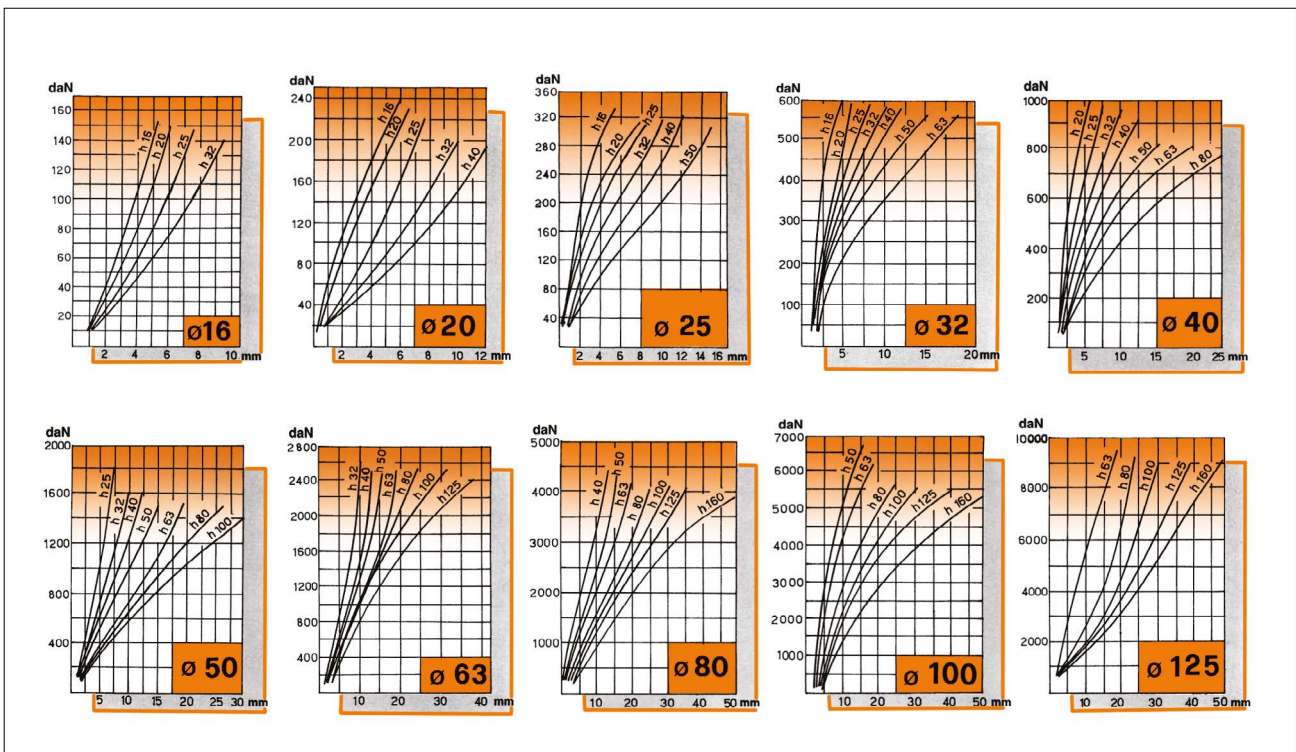 daN
160
140
120
100
80
60
40
20
h 16
h 20
h 25
h 32
ø16
2 4 6 8 10 mm
daN
240
200
160
120
80
40
h 16
h 20
h 25
h 32
h 40
ø 20
2 4 6 8 10 12 mm
daN
360
320
280
240
200
160
120
80
40
h 16
h 20
h 25
h 32
h 40
h 50
ø 25
2 4 6 8 10 12 14 16 mm
daN
600
500
400
300
200
100
h 16
h 20
h 25
h 32
h 40
h 50
h 63
ø 32
5 10 15 20 mm
daN
1000
800
600
400
200
h 20
h 25
h 32
h 40
h 50
h 63
h 80
ø 40
5 10 15 20 25 mm
daN
2000
1600
1200
800
400
h 25
h 32
h 40
h 50
h 63
h 80
h 100
ø 50
5 10 15 20 25 30 mm
daN
2800
2400
2000
1600
1200
800
400
h 32
h 40
h 50
h 63
h 80
h 100
h 125
ø 63
10 20 30 40 mm
daN
5000
4000
3000
2000
1000
h 40
h 50
h 63
h 80
h 100
h 125
h 160
ø 80
10 20 30 40 50 mm
daN
7000
6000
5000
4000
3000
2000
1000
h 50
h 63
h 80
h 100
h 125
h 160
ø 100
10 20 30 40 50 mm
daN
10000
8000
6000
4000
2000
h 63
h 80
h 100
h 125
h 160
ø 125
10 20 30 40 50 mm